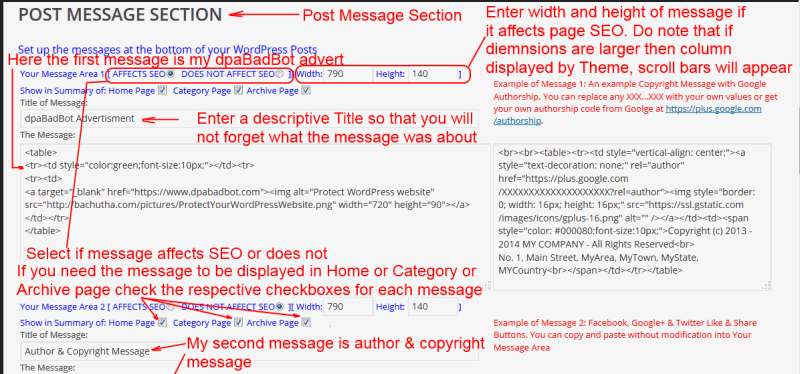 POST MESSAGE SECTION
Post Message Section
Enter width and height of message if
it affects page SEO. Do note that if
diemnsions are larger then column
displayed by Theme, scroll bars will appear
Set up the messages at the bottom of your WordPress Posts
Here the first message is my dpaBadBot advert
Your Message Area 1 [ AFFECTS SEO DOES NOT AFFECT SEO ][ Width: 790 Height: 140 ]
Show in Summary of: Home Page Category Page Archive Page
Title of Message:
dpaBadBot Advertisment
Enter a descriptive Title so that you will
not forget what the message was about
The Message:
<table>
<tr><td style="color:green;font-size:10px;"></td><tr>
<tr><td>
<a target="_blank" href="https://www.dpabadbot.com"><img alt="Protect WordPress website"
src="http://bachutha.com/pictures/ProtectYourWordPressWebsite.png" width="720" height="90"></a>
</td></tr>
</table>
Example of Message 1: An example Copyright Message with Google
Authorship. You can replace any XXX...XXX with your own values or get
your own authorship code from Goolge at https://plus.google.com
/authorship.
<br><br><table><tr><td style="vertical-align: center;"><a
style="text-decoration: none;" rel="author"
href="https://plus.google.com
/XXXXXXXXXXXXXXXXXXXXX?rel=author"><img style="border:
0; width: 16px; height: 16px;" src="https://ssl.gstatic.com
/images/icons/gplus-16.png" alt="" /></a></td><td><span
style="color: #000080;font-size:10px;">Copyright (c) 2013 -
2014 MY COMPANY - All Rights Reserved<br>
No. 1, Main Street, MyArea, MyTown, MyState,
MYCountry<br></span></td></tr></table>
Select if message affects SEO or does not
If you need the message to be displayed in Home or Category or
Archive page check the respective checkboxes for each message
Your Message Area 2 [ AFFECTS SEO DOES NOT AFFECT SEO ][ Width: 790 Height: 140 ]
Show in Summary of: Home Page Category Page Archive Page
Title of Message:
Author & Copyright Message
My second message is author & copyright
message
The Message:
Example of Message 2: Facebook, Google+ & Twitter Like & Share
Buttons. You can copy and paste without modification into Your
Message Area